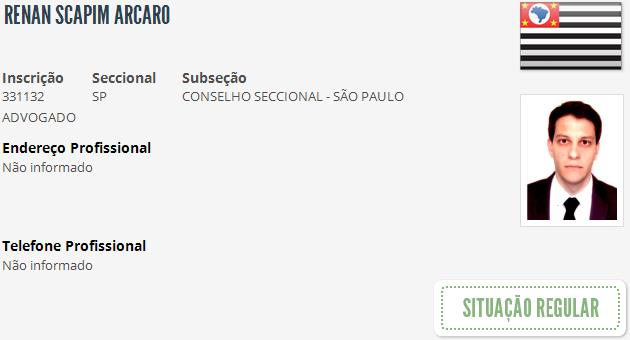 RENAN SCAPIM ARCARO
Inscrição Seccional Subseção
331132 SP CONSELHO SECCIONAL - SÃO PAULO
ADVOGADO
Endereço Profissional
Não informado
Telefone Profissional
Não informado
SITUAÇÃO REGULAR